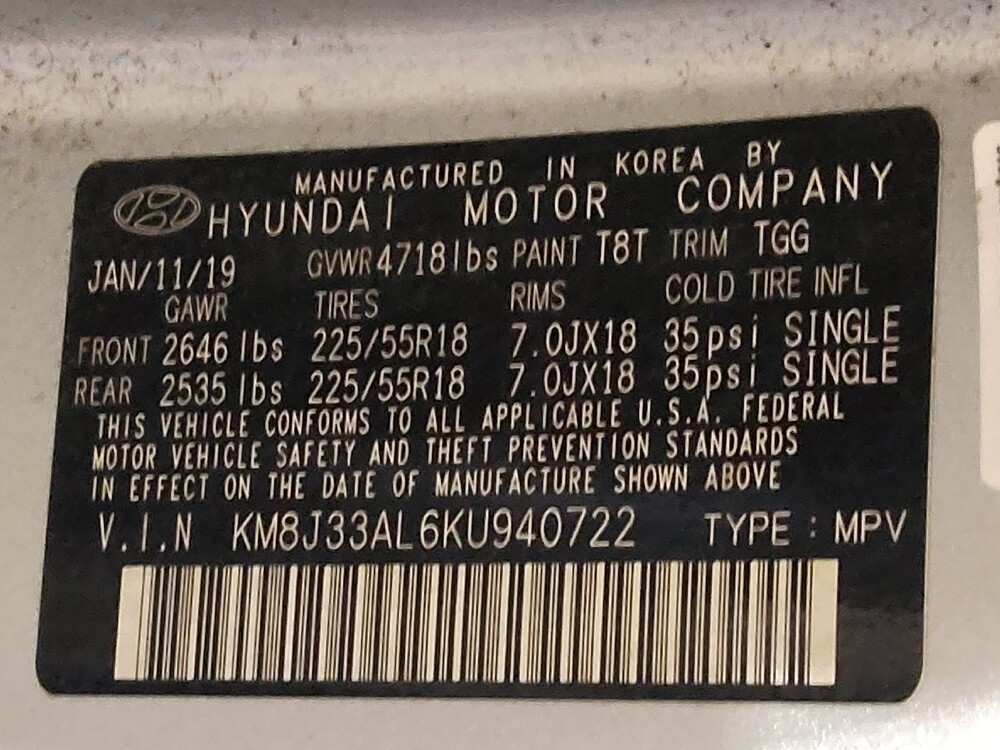 MANUFACTURED IN KOREA BY
HYUNDAI MOTOR COMPANY
JAN/11/19 GVWR 4718lbs PAINT T8T TRIM TGG
GAWR TIRES RIMS COLD TIRE INFL
FRONT 2646 lbs 225/55R18 7.0JX18 35psi SINGLE
REAR 2535 lbs 225/55R18 7.0JX18 35psi SINGLE
THIS VEHICLE CONFORMS TO ALL APPLICABLE U.S.A. FEDERAL
MOTOR VEHICLE SAFETY AND THEFT PREVENTION STANDARDS
IN EFFECT ON THE DATE OF MANUFACTURE SHOWN ABOVE
V.I.N KM8J33AL6KU940722 TYPE : MPV